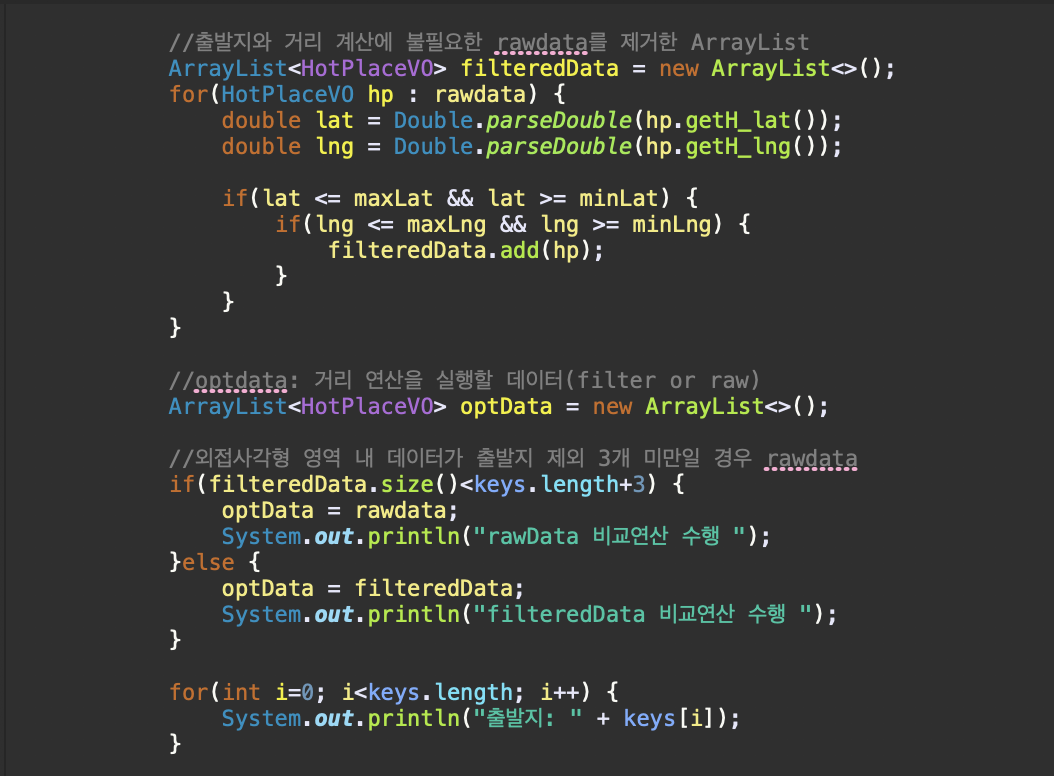 //출발지와 거리 계산에 불필요한 rawdata를 제거한 ArrayList
ArrayList<HotPlaceVO> filteredData = new ArrayList<>();
for(HotPlaceVO hp : rawdata) {
    double lat = Double.parseDouble(hp.getH_lat());
    double lng = Double.parseDouble(hp.getH_lng());
    if(lat <= maxLat && lat >= minLat) {
        if(lng <= maxLng && lng >= minLng) {
            filteredData.add(hp);
        }
    }
}
//optdata: 거리 연산을 실행할 데이터(filter or raw)
ArrayList<HotPlaceVO> optData = new ArrayList<>();
//외접사각형 영역 내 데이터가 출발지 제외 3개 미만일 경우 rawdata
if(filteredData.size()<keys.length+3) {
    optData = rawdata;
    System.out.println("rawData 비교연산 수행 ");
}else {
    optData = filteredData;
    System.out.println("filteredData 비교연산 수행 ");
}
for(int i=0; i<keys.length; i++) {
    System.out.println("출발지: " + keys[i]);
}